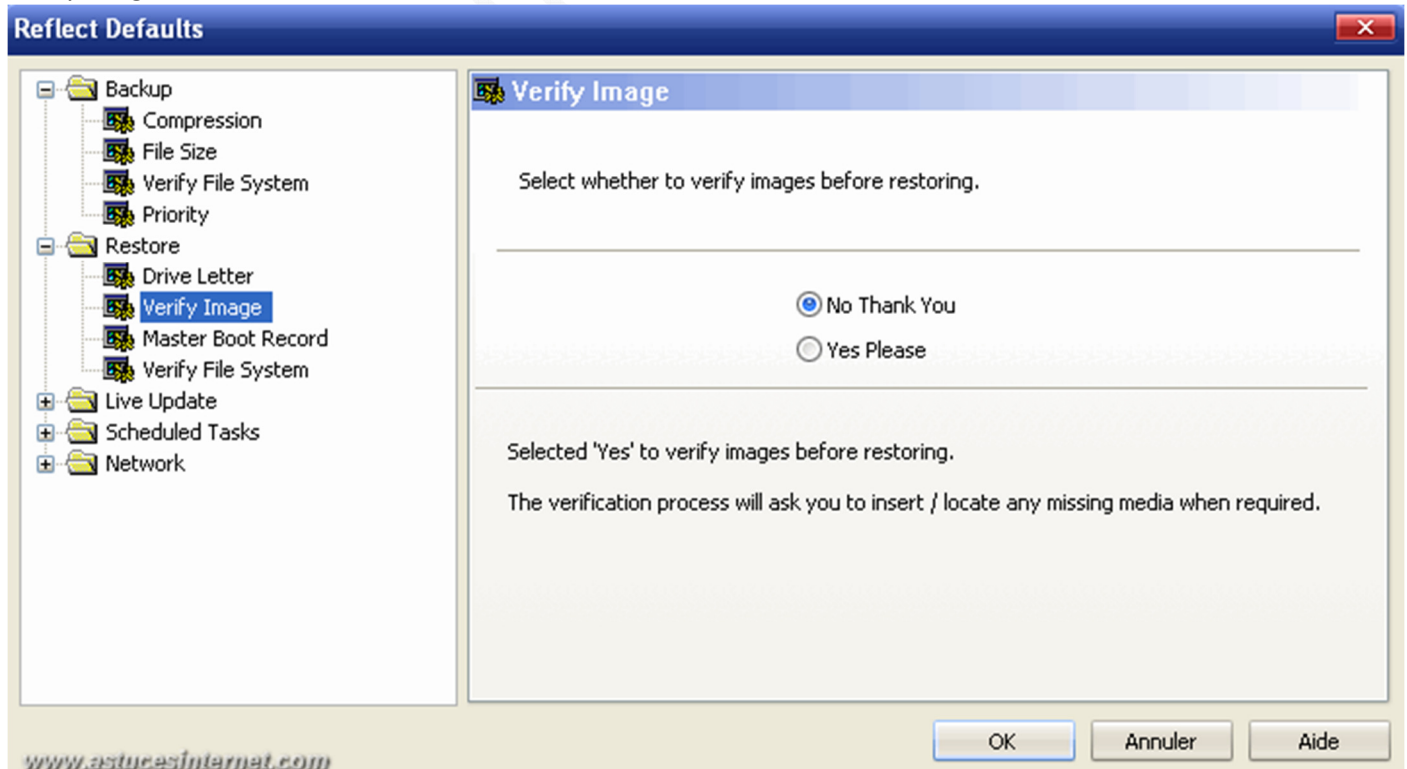 Reflect Defaults
Backup
Compression
File Size
Verify File System
Priority
Restore
Drive Letter
Verify Image
Master Boot Record
Verify File System
Live Update
Scheduled Tasks
Network
Verify Image
Select whether to verify images before restoring.
No Thank You
Yes Please
Selected 'Yes' to verify images before restoring.
The verification process will ask you to insert / locate any missing media when required.
OK
Annuler
Aide
www.astucesinternet.com